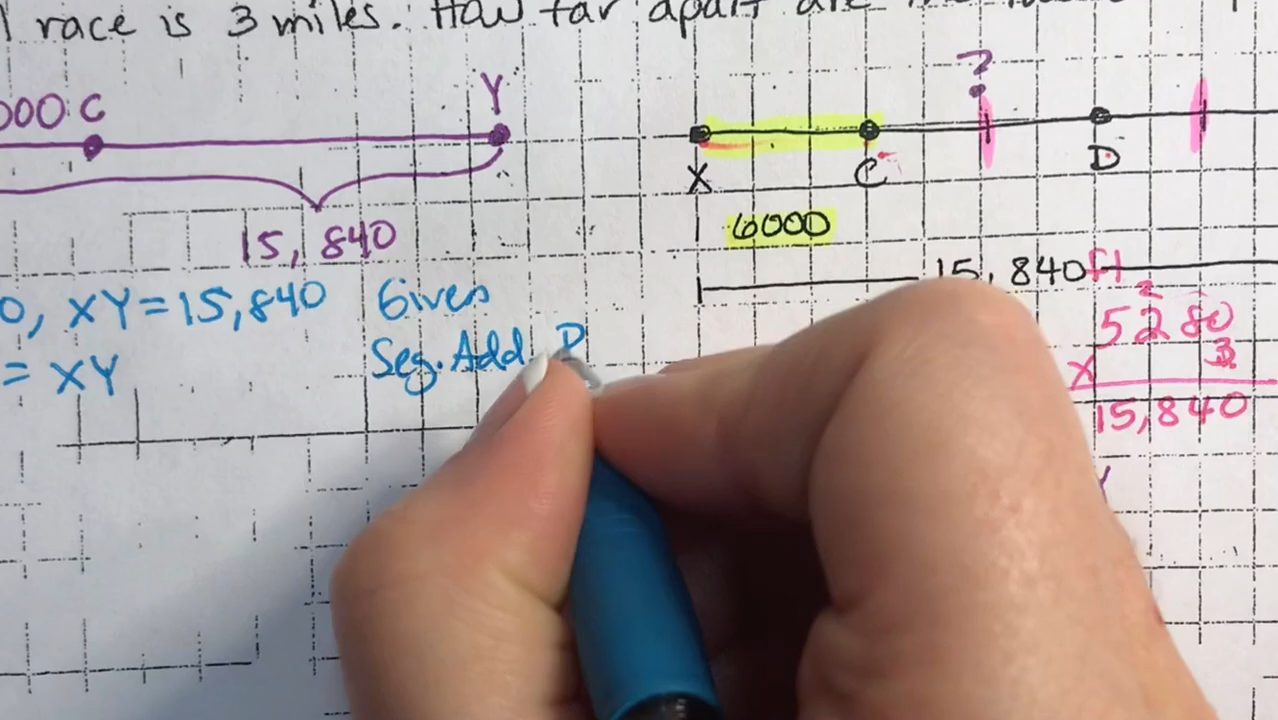 race is 3 miles. How far apart are
000 C
Y
15, 840
0, XY = 15,840 Given
= XY Seg. Add. P
?
X C D
6000
15, 840 ft
2
5280
x 3
15,840